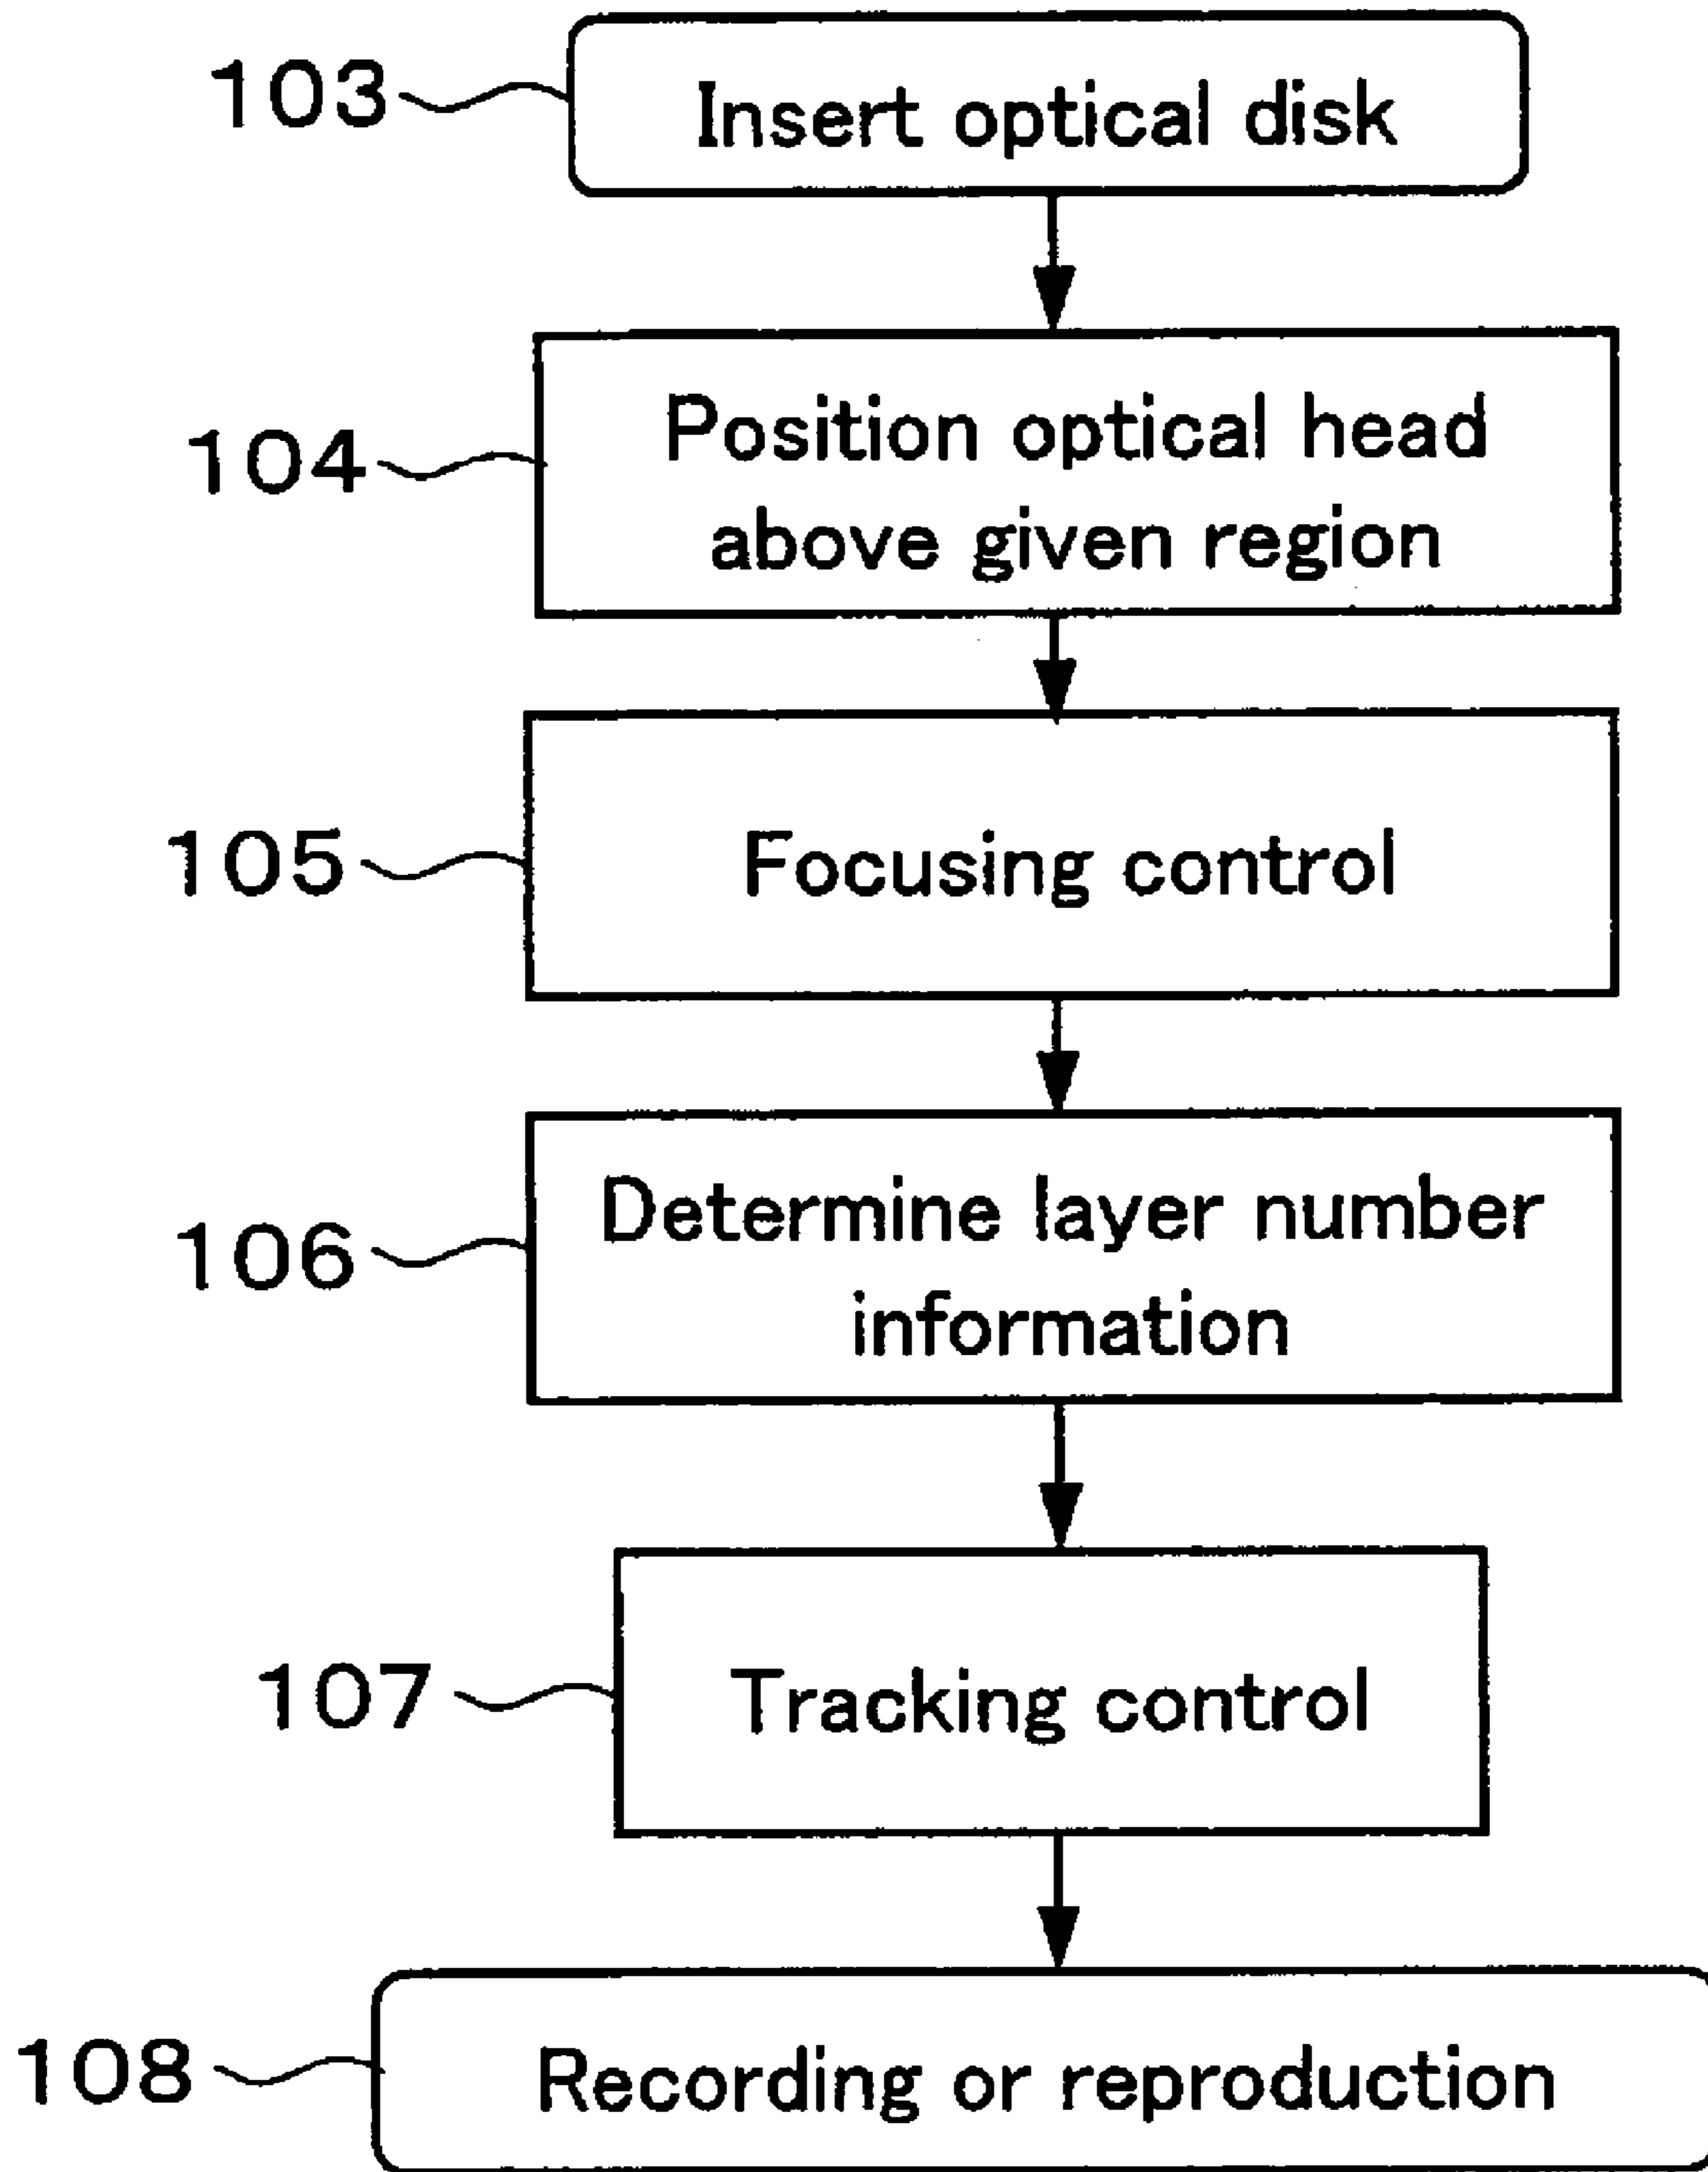 103 Insert optical disk
104 Position optical head
above given region
105 Focusing control
106 Determine layer number
information
107 Tracking control
108 Recording or reproduction